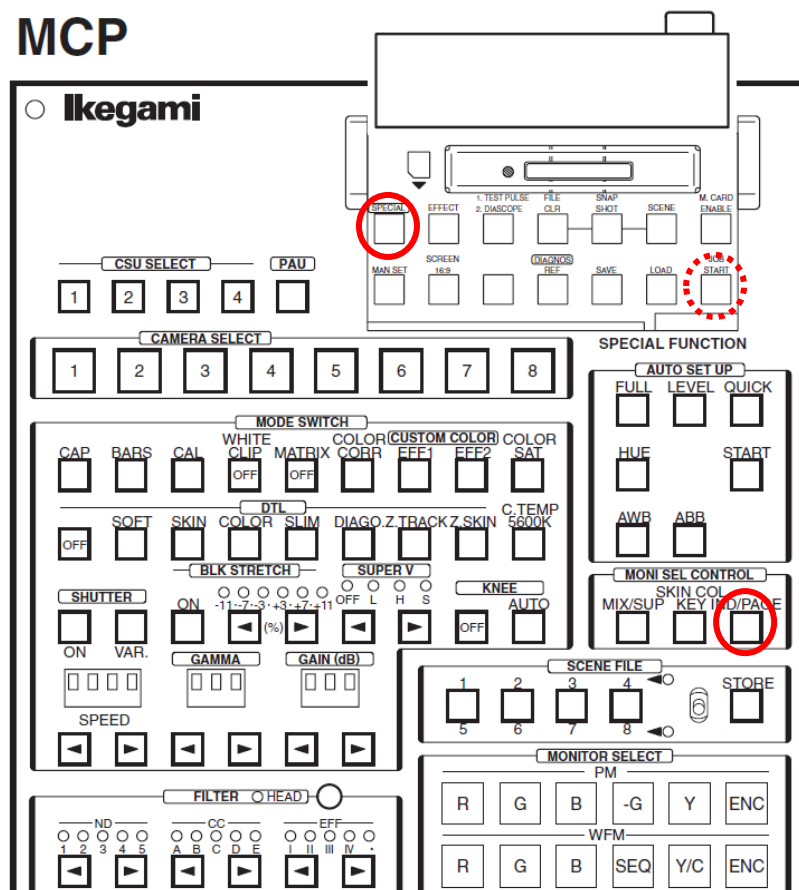 MCP
Ikegami
1. TEST PULSE FILE SNAP M. CARD
SPECIAL EFFECT 2. DIASCOPE CLR SHOT SCENE ENABLE
SCREEN DIAGNOS JOB
MAN SET 16:9 REF SAVE LOAD START
CSU SELECT PAU
1 2 3 4
SPECIAL FUNCTION
CAMERA SELECT
1 2 3 4 5 6 7 8
AUTO SET UP
FULL LEVEL QUICK
HUE START
AWB ABB
MODE SWITCH
WHITE COLOR CUSTOM COLOR COLOR
CAP BARS CAL CLIP MATRIX CORR EFF1 EFF2 SAT
OFF OFF
DTL C.TEMP
SOFT SKIN COLOR SLIM DIAGO. Z.TRACK Z.SKIN 5600K
OFF
BLK STRETCH SUPER V
SHUTTER ON -11·-7·-3·+3·+7·+11 OFF L H S KNEE
AUTO
(%) OFF
ON VAR.
GAMMA GAIN (dB)
SPEED
MONI SEL CONTROL
SKIN COL
MIX/SUP KEY IND/PAGE
SCENE FILE
1 2 3 4 STORE
5 6 7 8
MONITOR SELECT
PM
R G B -G Y ENC
WFM
R G B SEQ Y/C ENC
FILTER HEAD
ND CC EFF
1 2 3 4 5 A B C D E I II III IV ·